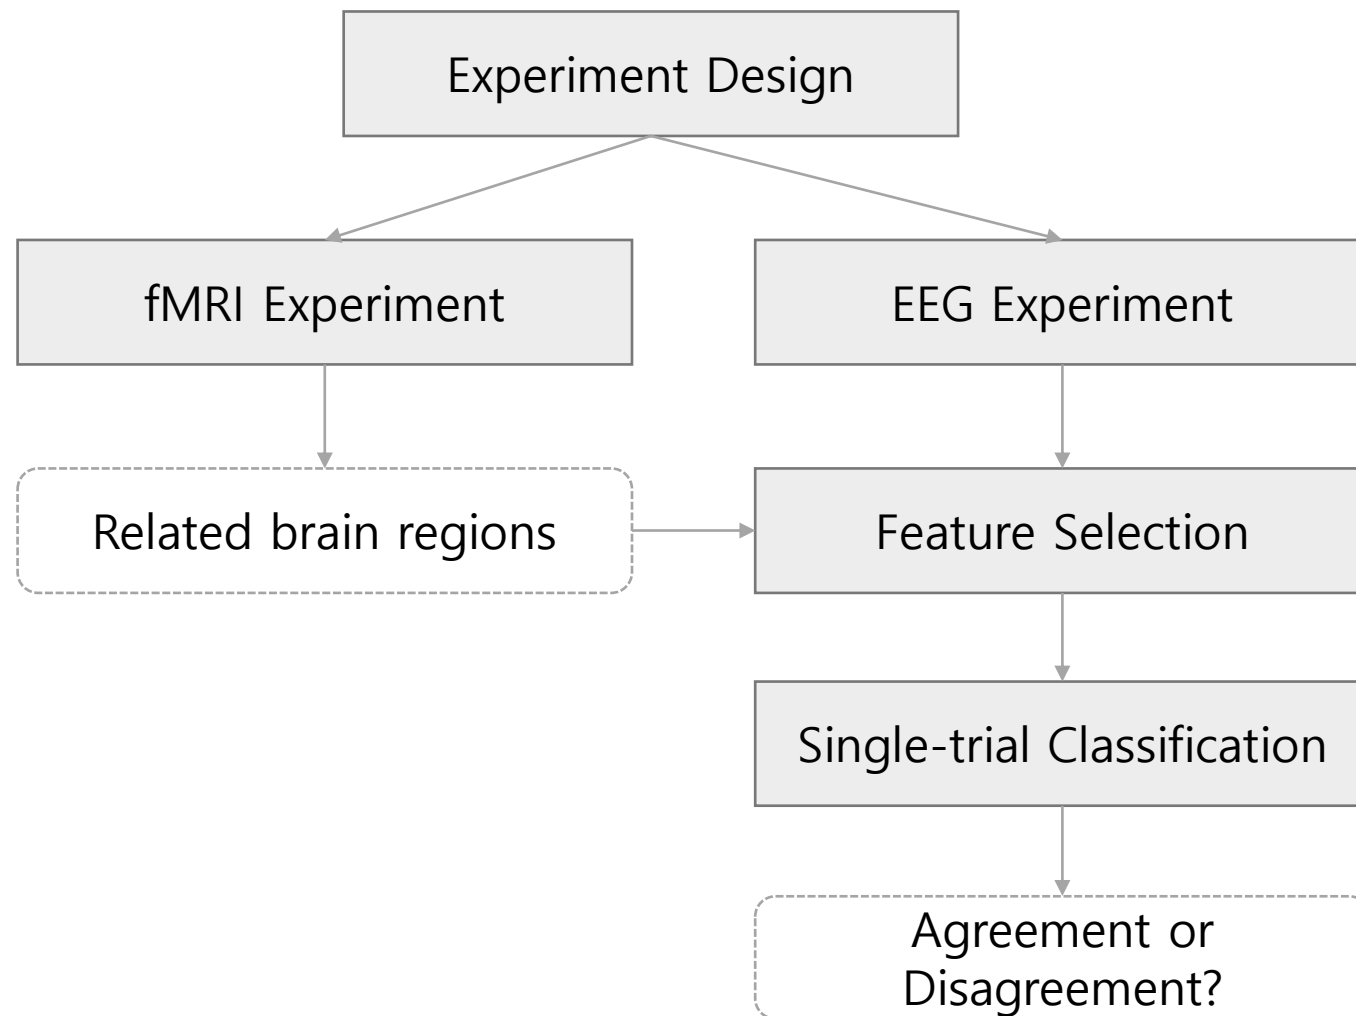 Experiment Design
fMRI Experiment
EEG Experiment
Related brain regions
Feature Selection
Single-trial Classification
Agreement or
Disagreement?